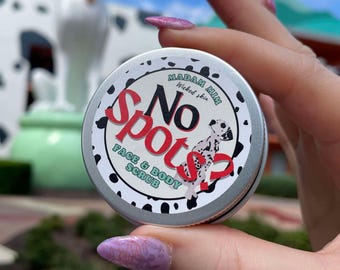 MADAM MIM
Wicked skin
No
Spots?
FACE & BODY
SCRUB